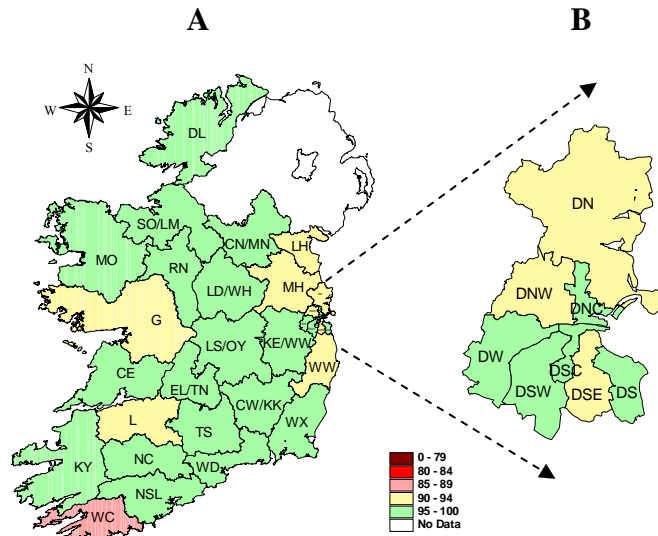 A B
N
W E
S
DL
SO/LM
CN/MN
LH
MO
RN
LD/WH
MH
G
LS/OY
KE/WW
WW
CE
EL/TN
CW/KK
L
TS
WX
KY
NC
WD
NSL
WC
DN
DNW
DNC
DW
DSC
DSW
DSE
DS
0 - 79
80 - 84
85 - 89
90 - 94
95 - 100
No Data